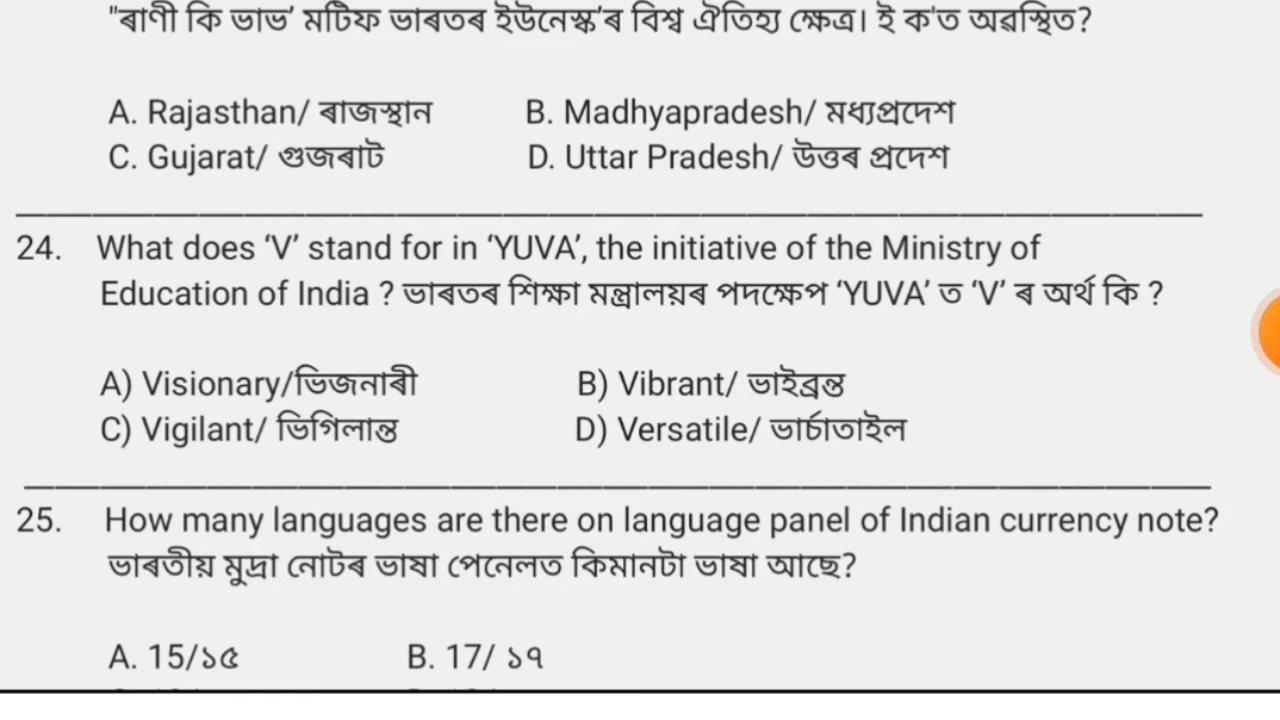 "ৰাণী কি ভাভ' মটিফ ভাৰতৰ ইউনেস্ক'ৰ বিশ্ব ঐতিহ্য ক্ষেত্ৰ। ই ক'ত অৱস্থিত?
A. Rajasthan/ ৰাজস্থান B. Madhyapradesh/ মধ্যপ্ৰদেশ
C. Gujarat/ গুজৰাট D. Uttar Pradesh/ উত্তৰ প্ৰদেশ
24. What does ‘V’ stand for in ‘YUVA’, the initiative of the Ministry of
Education of India ? ভাৰতৰ শিক্ষা মন্ত্ৰালয়ৰ পদক্ষেপ ‘YUVA’ ত ‘V’ ৰ অৰ্থ কি ?
A) Visionary/ভিজনাৰী B) Vibrant/ ভাইব্ৰন্ত
C) Vigilant/ ভিগিলান্ত D) Versatile/ ভাৰ্চাতাইল
25. How many languages are there on language panel of Indian currency note?
ভাৰতীয় মুদ্ৰা নোটৰ ভাষা পেনেলত কিমানটা ভাষা আছে?
A. 15/১৫ B. 17/ ১৭